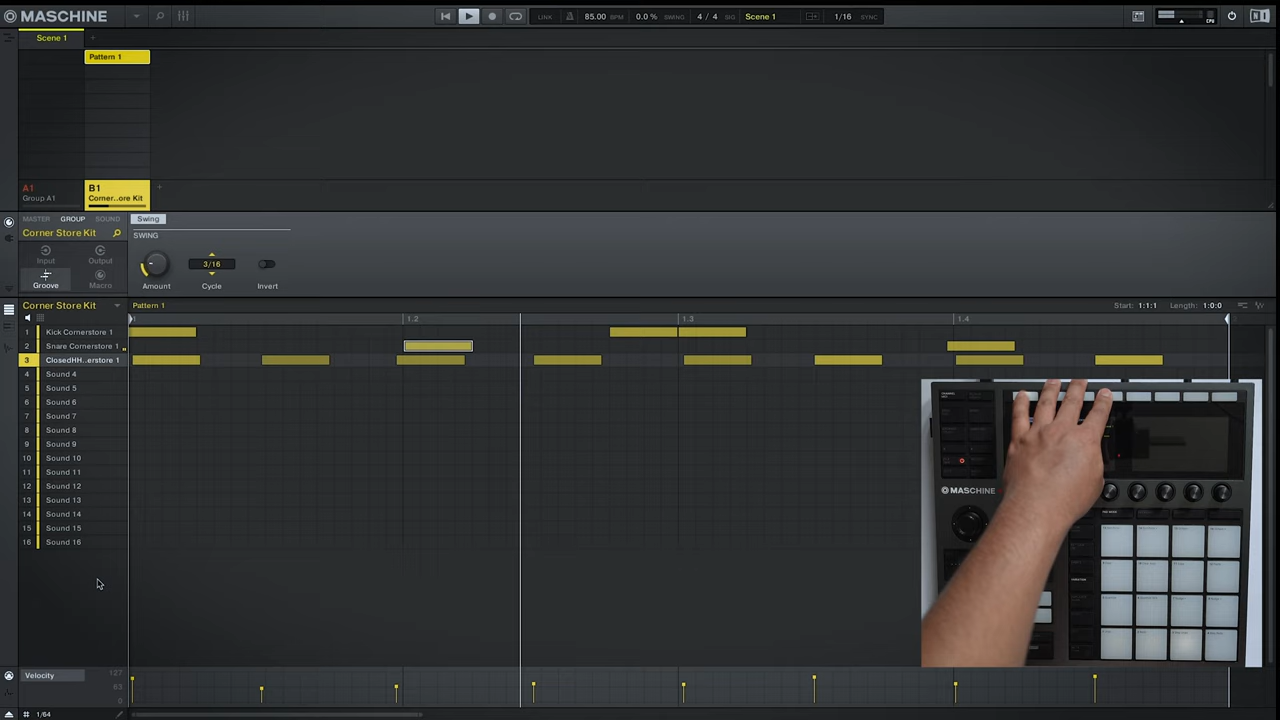 MASCHINE
LINK
85.00 BPM
0.0 % SWING
4 / 4 SIG
Scene 1
1/16 SYNC
CPU
Scene 1
+
Pattern 1
A1
Group A1
B1
Corner..ore Kit
+
MASTER GROUP SOUND
Swing
Corner Store Kit
SWING
Input
Output
3/16
Groove
Macro
Amount
Cycle
Invert
Corner Store Kit
Pattern 1
Start: 1:1:1
Length: 1:0:0
1.2
1.3
1.4
1 Kick Cornerstore 1
2 Snare Cornerstore 1
3 ClosedHH..erstore 1
4 Sound 4
5 Sound 5
6 Sound 6
7 Sound 7
8 Sound 8
9 Sound 9
10 Sound 10
11 Sound 11
12 Sound 12
13 Sound 13
14 Sound 14
15 Sound 15
16 Sound 16
MASCHINE
Velocity
127
63
0
# 1/64